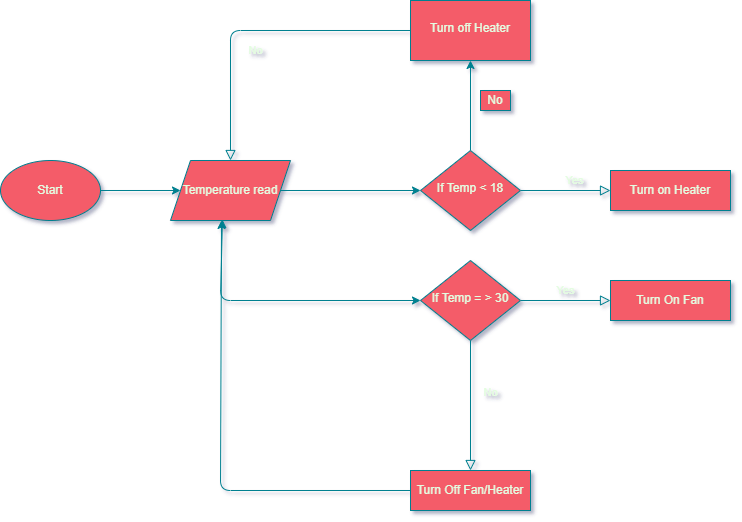 Turn off Heater
No
No
Start
Temperature read
If Temp < 18
Yes
Turn on Heater
If Temp = > 30
Yes
Turn On Fan
No
Turn Off Fan/Heater